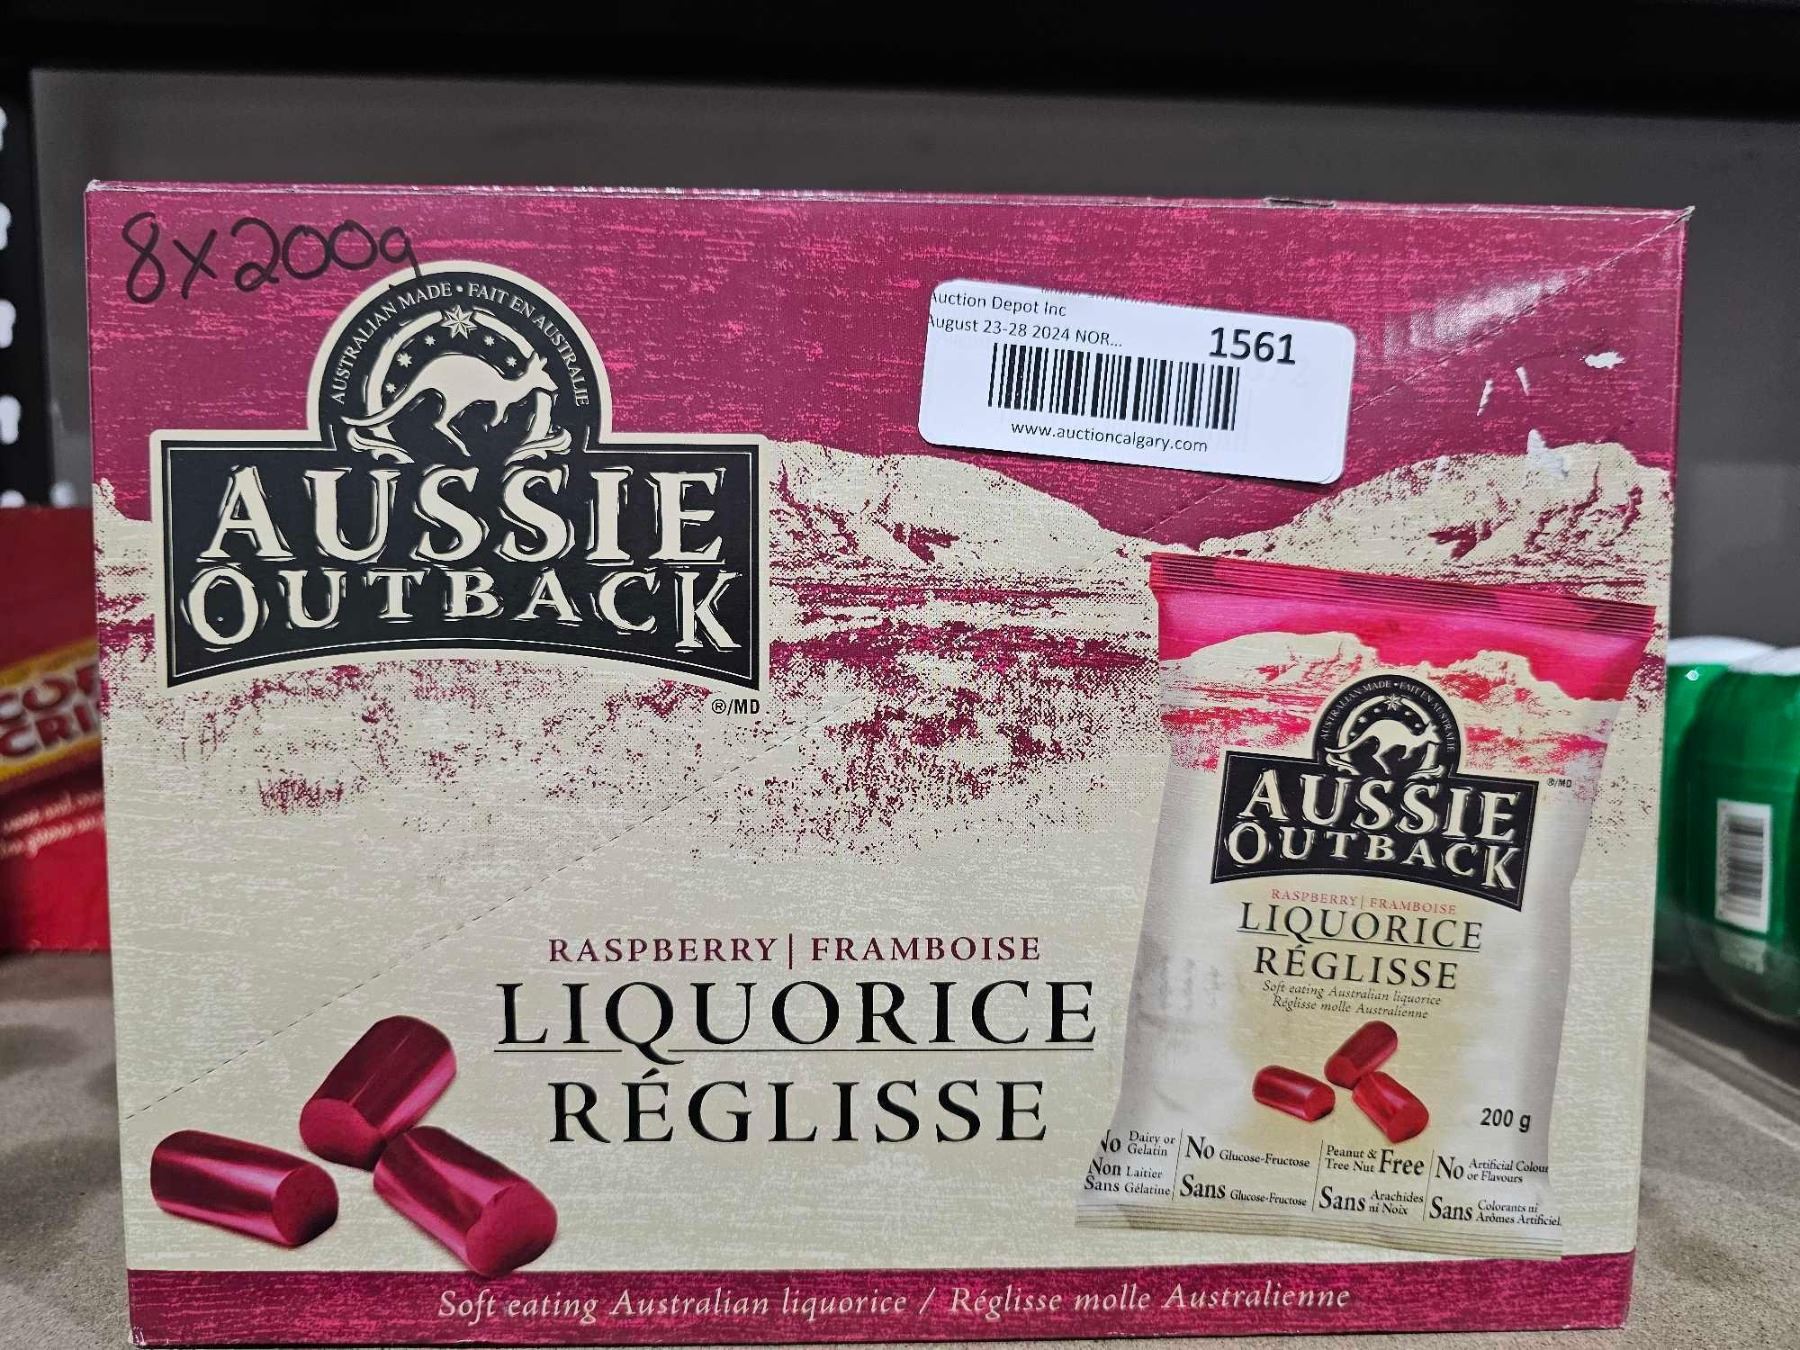 8x200g
AUSTRALIAN MADE • FAIT EN AUSTRALIE
AUSSIE
OUTBACK
®/MD
Auction Depot Inc
August 23-28 2024 NOR...
1561
www.auctioncalgary.com
RASPBERRY | FRAMBOISE
LIQUORICE
RÉGLISSE
Soft eating Australian liquorice / Réglisse molle Australienne
AUSTRALIAN MADE • FAIT EN AUSTRALIE
AUSSIE
OUTBACK
®/MD
RASPBERRY | FRAMBOISE
LIQUORICE
RÉGLISSE
Soft eating Australian liquorice
Réglisse molle Australienne
200 g
No Dairy or Gelatin
Non Laitier
Sans Gélatine
No Glucose-Fructose
Sans Glucose-Fructose
Peanut & Tree Nut Free
Sans Arachides ni Noix
No Artificial Colour or Flavours
Sans Colorants ni Arômes Artificiel